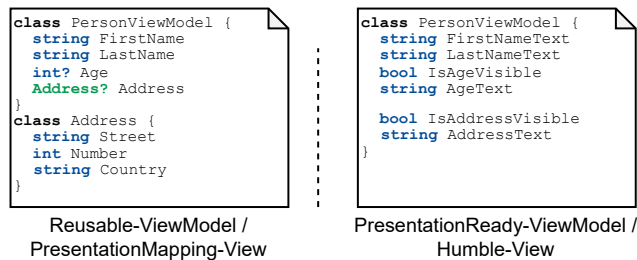 class PersonViewModel {
string FirstName
string LastName
int? Age
Address? Address
}
class Address {
string Street
int Number
string Country
}
Reusable-ViewModel /
PresentationMapping-View
class PersonViewModel {
string FirstNameText
string LastNameText
bool IsAgeVisible
string AgeText
bool IsAddressVisible
string AddressText
}
PresentationReady-ViewModel /
Humble-View